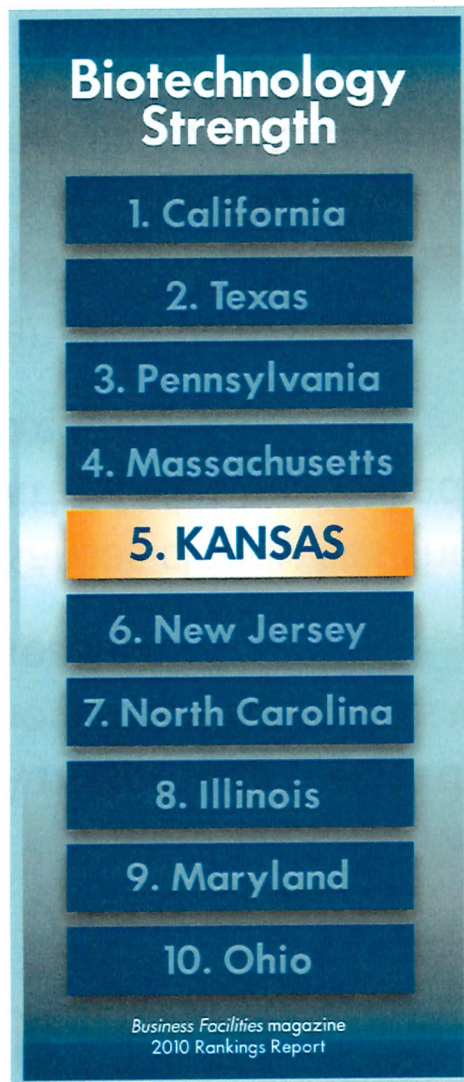 Biotechnology
Strength
1. California
2. Texas
3. Pennsylvania
4. Massachusetts
5. KANSAS
6. New Jersey
7. North Carolina
8. Illinois
9. Maryland
10. Ohio
Business Facilities magazine
2010 Rankings Report